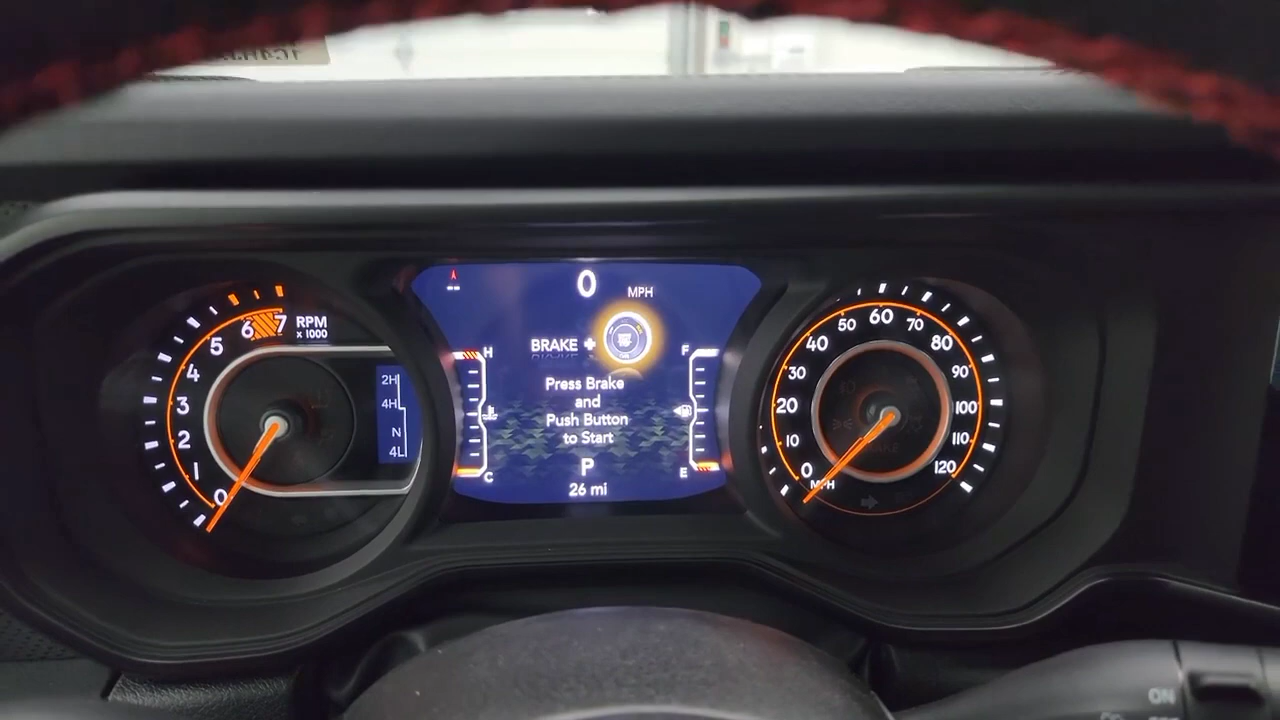 0
MPH
BRAKE +
H
F
Press Brake
and
Push Button
to Start
C
P
E
26 mi
RPM
x 1000
7
6
5
4
3
2
1
0
2H
4H
N
4L
0
10
20
30
40
50
60
70
80
90
100
110
120
MPH
ON